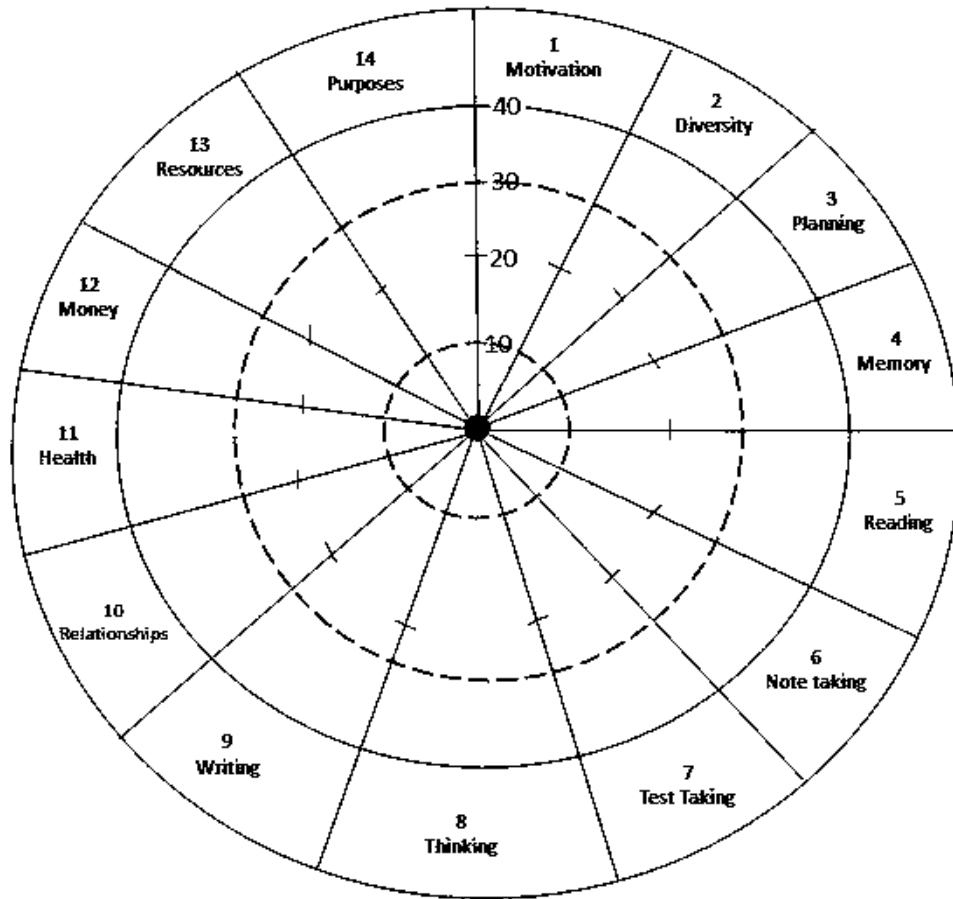 1
Motivation
2
Diversity
3
Planning
4
Memory
5
Reading
6
Note taking
7
Test Taking
8
Thinking
9
Writing
10
Relationships
11
Health
12
Money
13
Resources
14
Purposes
40
30
20
10